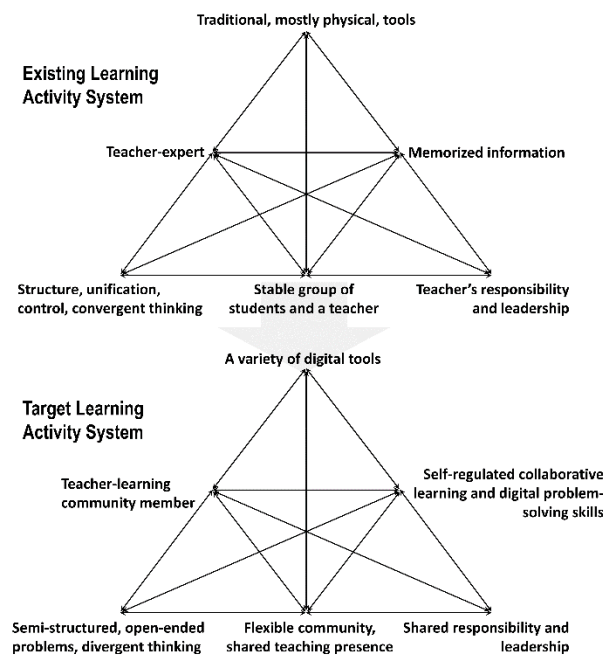 Traditional, mostly physical, tools
Existing Learning
Activity System
Teacher-expert
Memorized information
Structure, unification,
control, convergent thinking
Stable group of
students and a teacher
Teacher's responsibility
and leadership
A variety of digital tools
Target Learning
Activity System
Teacher-learning
community member
Self-regulated collaborative
learning and digital problem-
solving skills
Semi-structured, open-ended
problems, divergent thinking
Flexible community,
shared teaching presence
Shared responsibility and
leadership